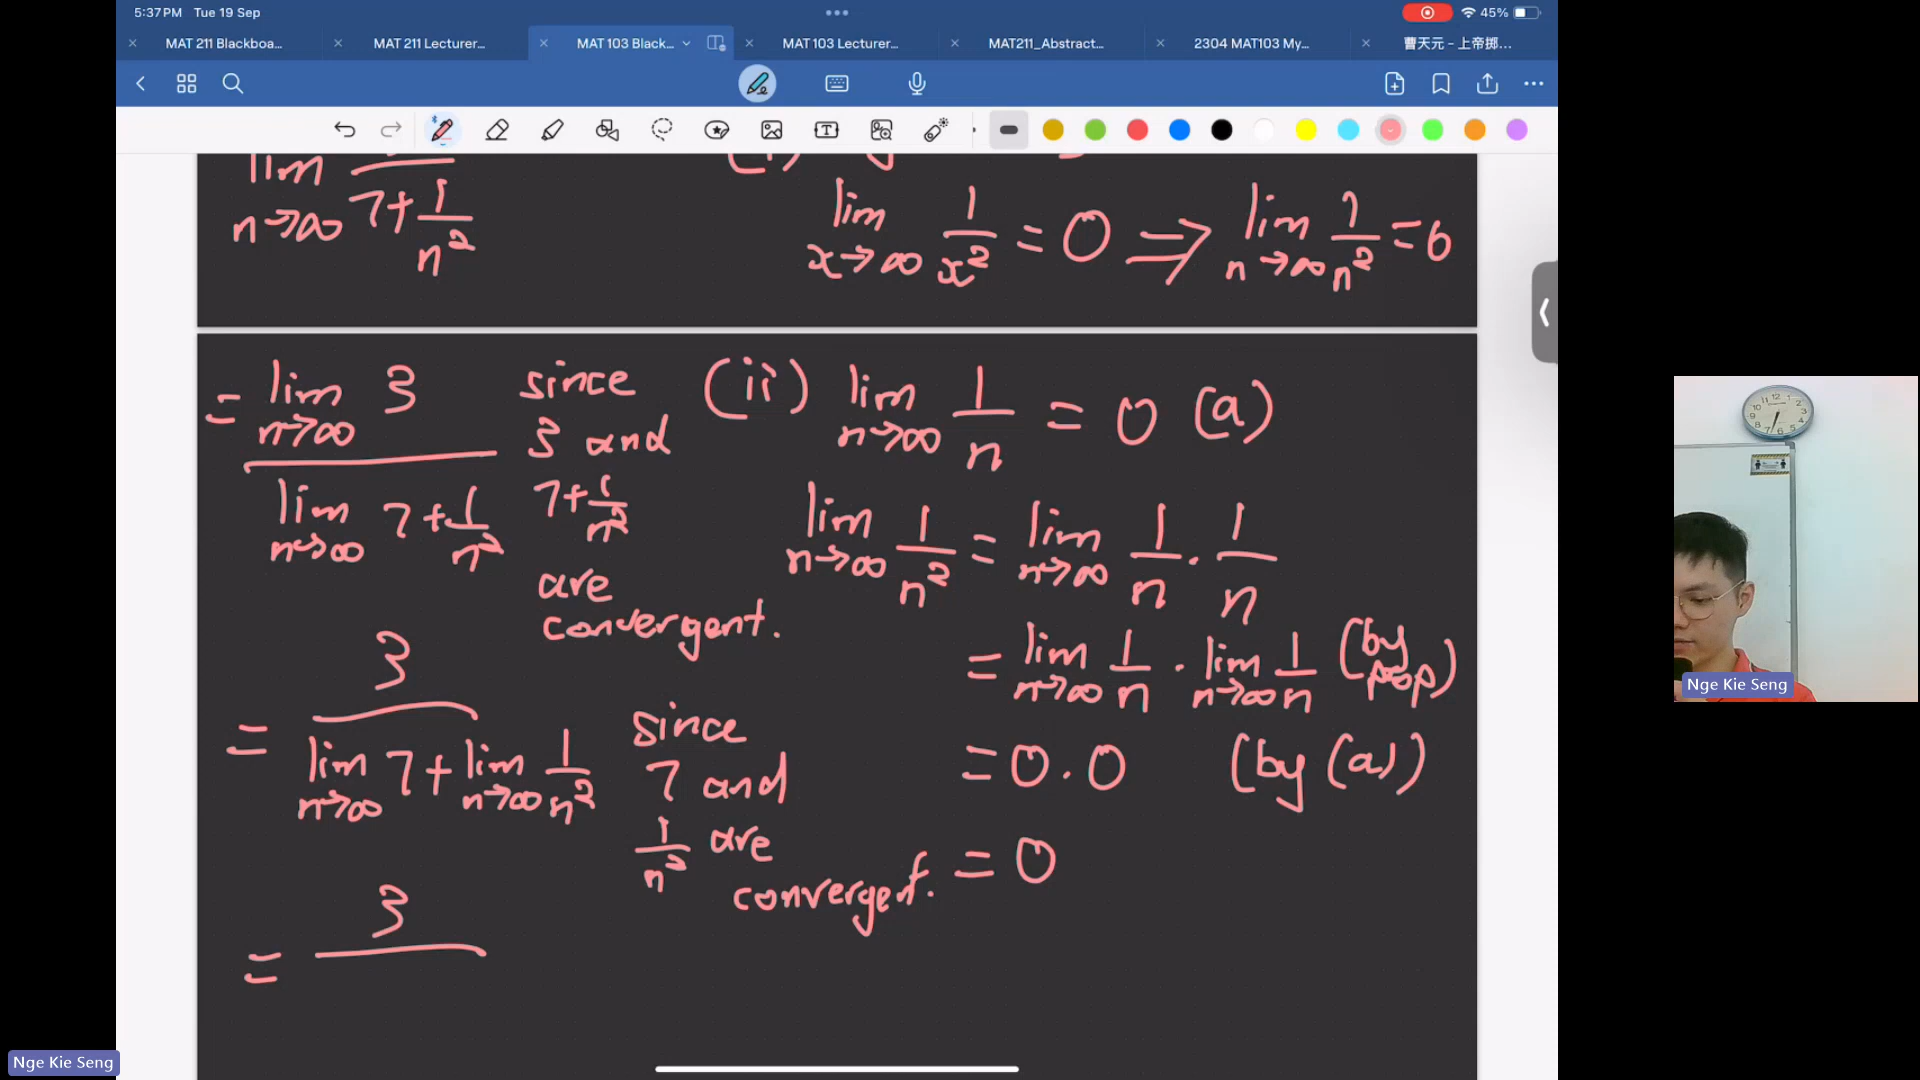 5:37 PM Tue 19 Sep
45%
MAT 211 Blackboa...
MAT 211 Lecturer...
MAT 103 Black...
MAT 103 Lecturer...
MAT211_Abstract...
2304 MAT103 My...
曹天元 - 上帝掷...
lim n→∞ 7+1/n²
lim x→∞ 1/x² = 0 ⇒ lim n→∞ 1/n² = 0
= lim n→∞ 3 / lim n→∞ 7+1/n²
since
3 and
7+1/n²
are
convergent.
= 3 / lim n→∞ 7 + lim n→∞ 1/n²
since
7 and
1/n² are
convergent.
= 3
(ii) lim n→∞ 1/n = 0 (a)
lim n→∞ 1/n² = lim n→∞ 1/n · 1/n
= lim n→∞ 1/n · lim n→∞ 1/n (by prop)
= 0 · 0 (by (a))
= 0
Nge Kie Seng
Nge Kie Seng